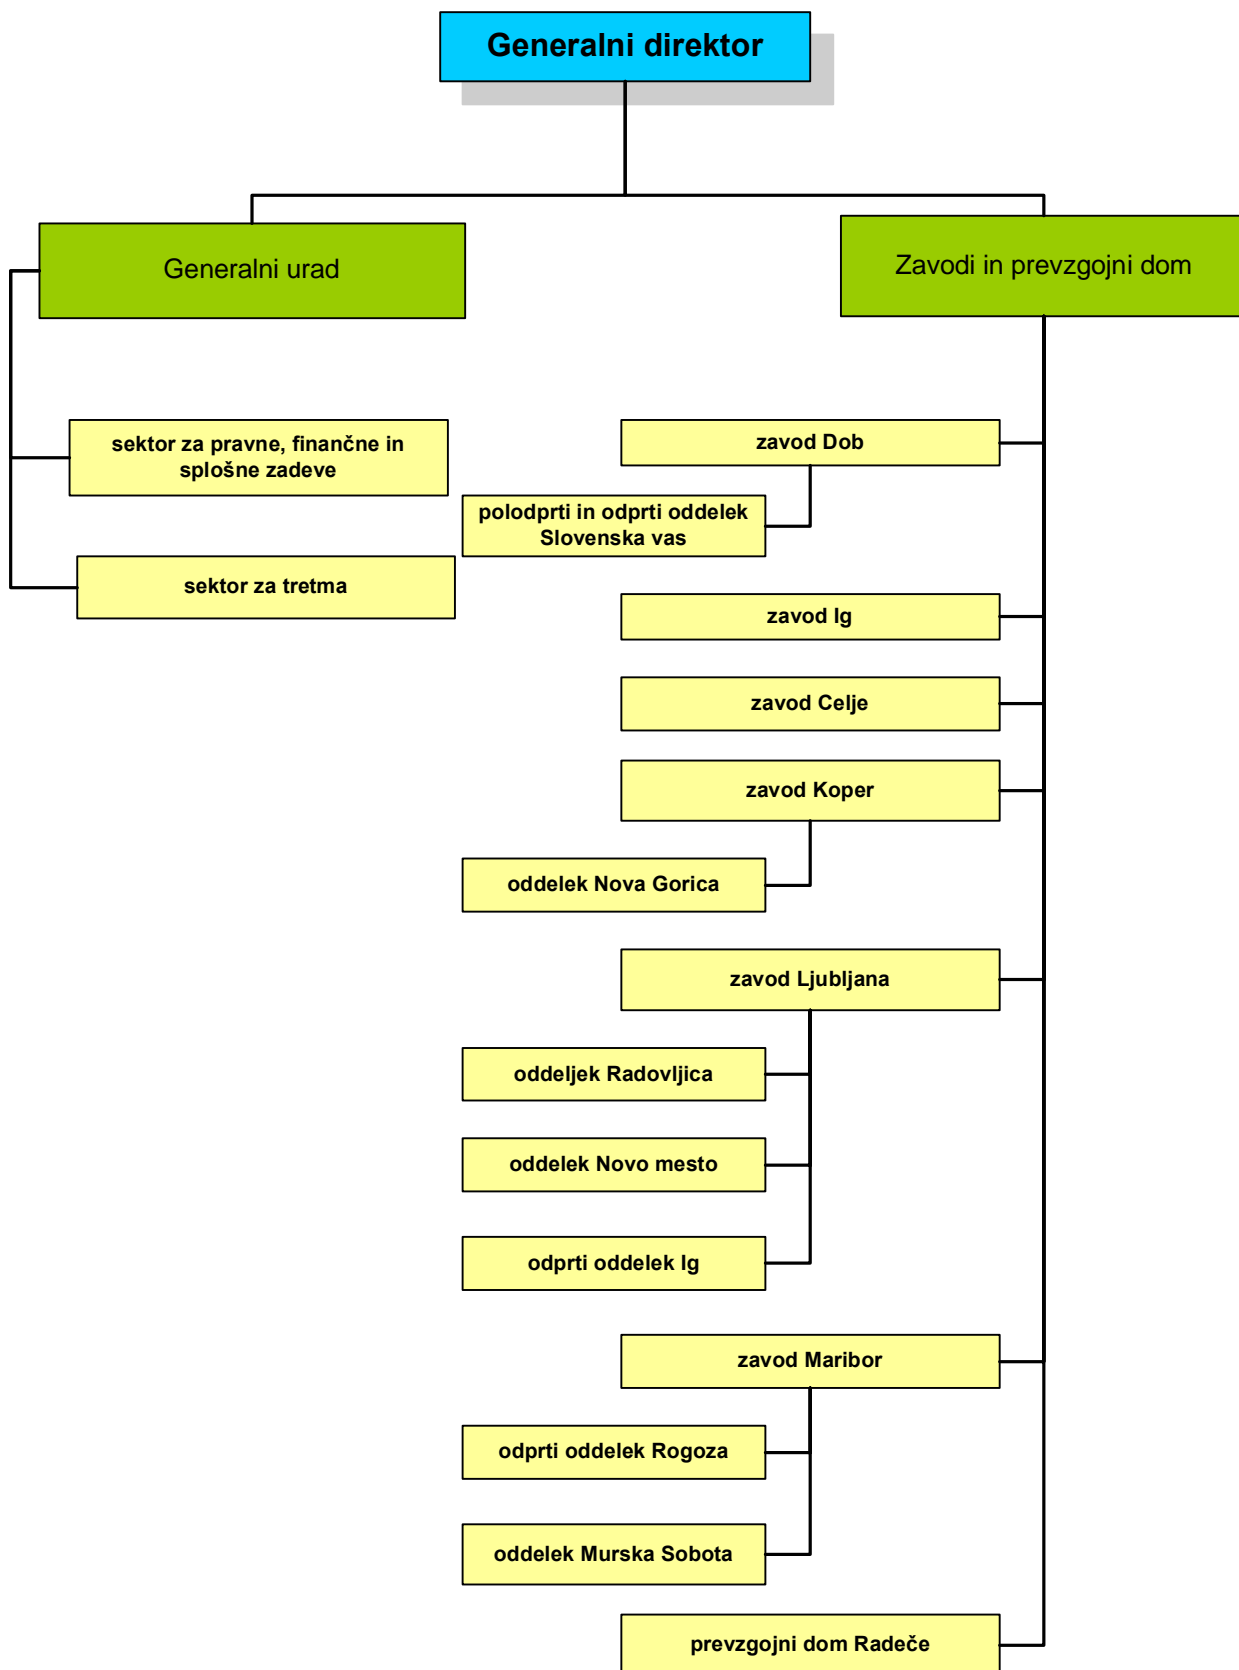 Generalni direktor
Generalni urad
Zavodi in prevzgojni dom
sektor za pravne, finančne in
splošne zadeve
sektor za tretma
zavod Dob
polodprti in odprti oddelek
Slovenska vas
zavod Ig
zavod Celje
zavod Koper
oddelek Nova Gorica
zavod Ljubljana
oddeljek Radovljica
oddelek Novo mesto
odprti oddelek Ig
zavod Maribor
odprti oddelek Rogoza
oddelek Murska Sobota
prevzgojni dom Radeče